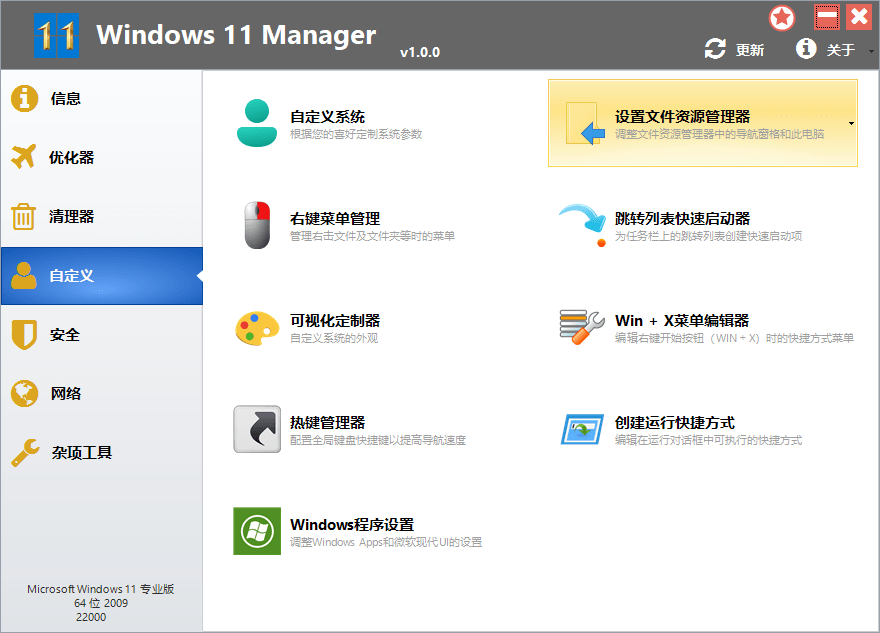 11 Windows 11 Manager v1.0.0
更新 关于
信息
优化器
清理器
自定义
安全
网络
杂项工具
Microsoft Windows 11 专业版
64 位 2009
22000
自定义系统
根据您的喜好定制系统参数
设置文件资源管理器
调整文件资源管理器中的导航窗格和此电脑
右键菜单管理
管理右击文件及文件夹等时的菜单
跳转列表快速启动器
为任务栏上的跳转列表创建快速启动项
可视化定制器
自定义系统的外观
Win + X菜单编辑器
编辑右键开始按钮（WIN + X）时的快捷方式菜单
热键管理器
配置全局键盘快捷键以提高导航速度
创建运行快捷方式
编辑在运行对话框中可执行的快捷方式
Windows程序设置
调整Windows Apps和微软现代UI的设置